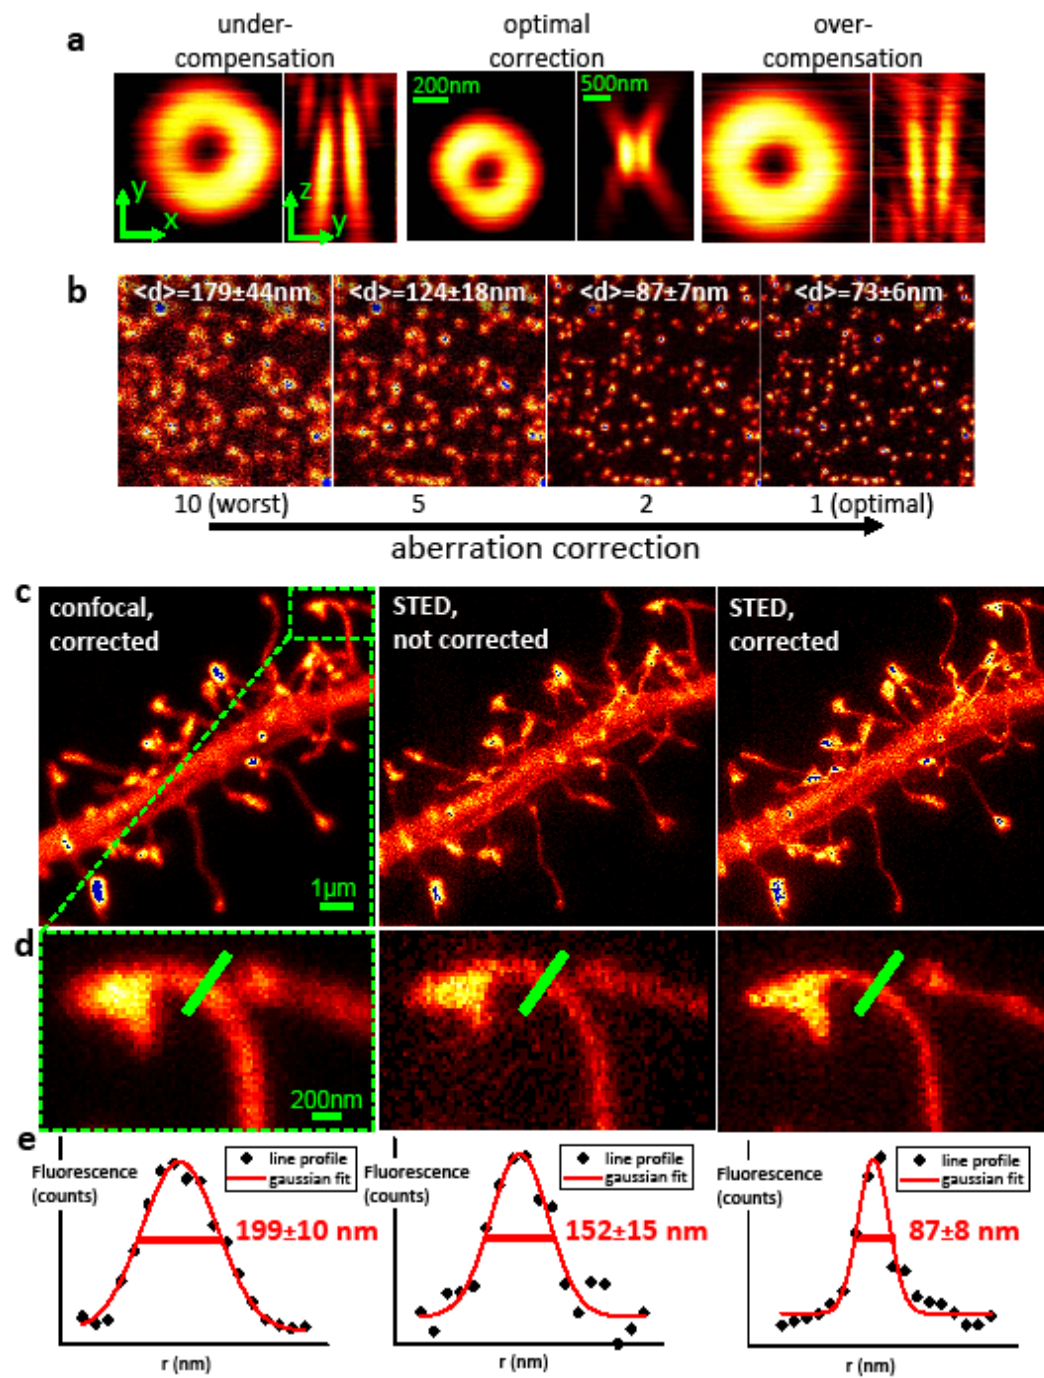 a
under-
compensation
optimal
correction
over-
compensation
200nm
500nm
y
x
z
y
b
<d>=179±44nm
<d>=124±18nm
<d>=87±7nm
<d>=73±6nm
10 (worst)
5
2
1 (optimal)
aberration correction
c
confocal,
corrected
STED,
not corrected
STED,
corrected
1µm
d
200nm
e
Fluorescence
(counts)
line profile
gaussian fit
199±10 nm
r (nm)
Fluorescence
(counts)
line profile
gaussian fit
152±15 nm
r (nm)
Fluorescence
(counts)
line profile
gaussian fit
87±8 nm
r (nm)